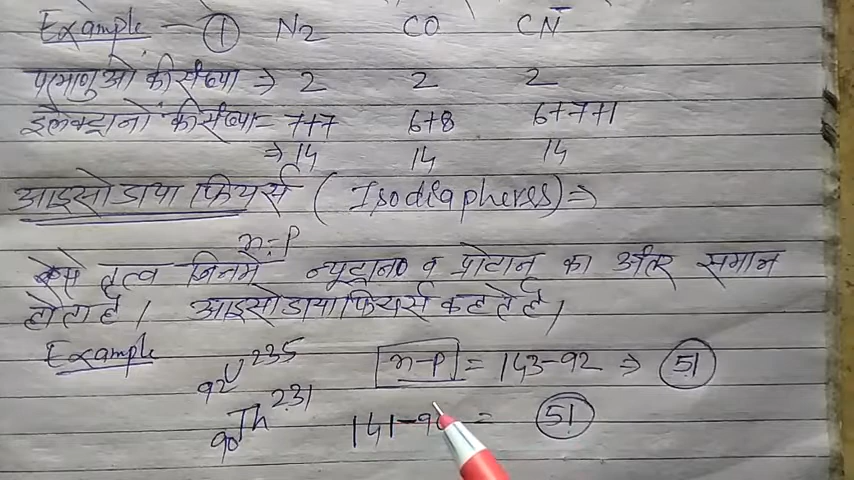 Example – ① N2 CO CN⁻
परमाणुओं की संख्या ⇒ 2 2 2
इलैक्ट्रानों की संख्या = 7+7 6+8 6+7+1
⇒ 14 14 14
आइसोडाया फियर्स ( Isodiapheres) ⇒
n-p
तत्व जिनमें न्यूट्रान व प्रोटान का अंतर समान
होता है। आइसोडायाफियर्स कहते हैं।
Example ₉₂U²³⁵ n-p = 143-92 ⇒ 51
₉₀Th²³¹ 141-90 = 51